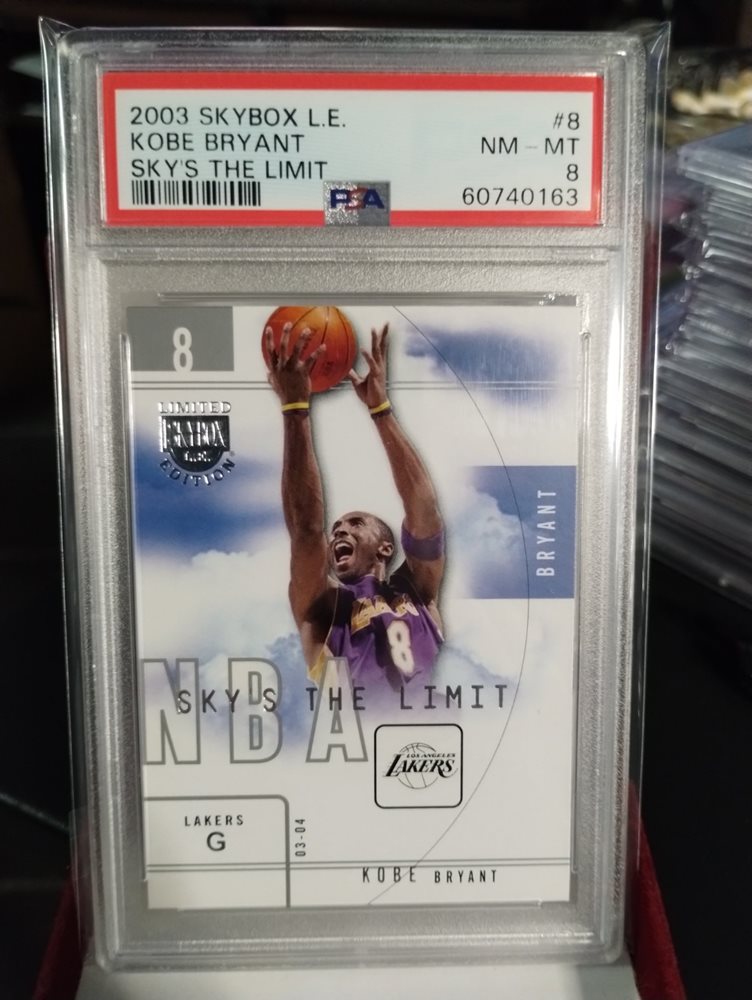 2003 SKYBOX L.E. #8
KOBE BRYANT NM - MT
SKY'S THE LIMIT 8
PSA 60740163
8
LIMITED
SKYBOX
L.E.
EDITION
BRYANT
LAKERS
8
NBA
SKY'S THE LIMIT
LOS ANGELES
LAKERS
LAKERS
G
03-04
KOBE BRYANT